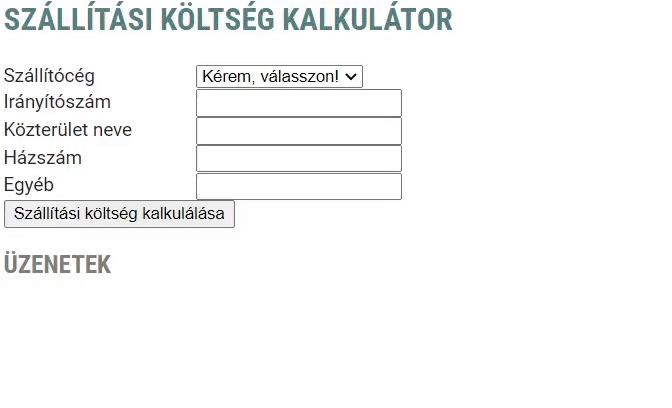 SZÁLLÍTÁSI KÖLTSÉG KALKULÁTOR
Szállítócég Kérem, válasszon!
Irányítószám
Közterület neve
Házszám
Egyéb
Szállítási költség kalkulálása
ÜZENETEK